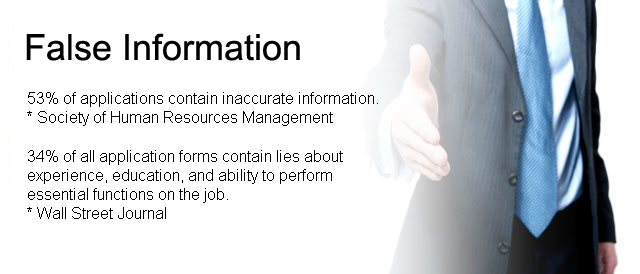 False Information
53% of applications contain inaccurate information.
* Society of Human Resources Management
34% of all application forms contain lies about
experience, education, and ability to perform
essential functions on the job.
* Wall Street Journal